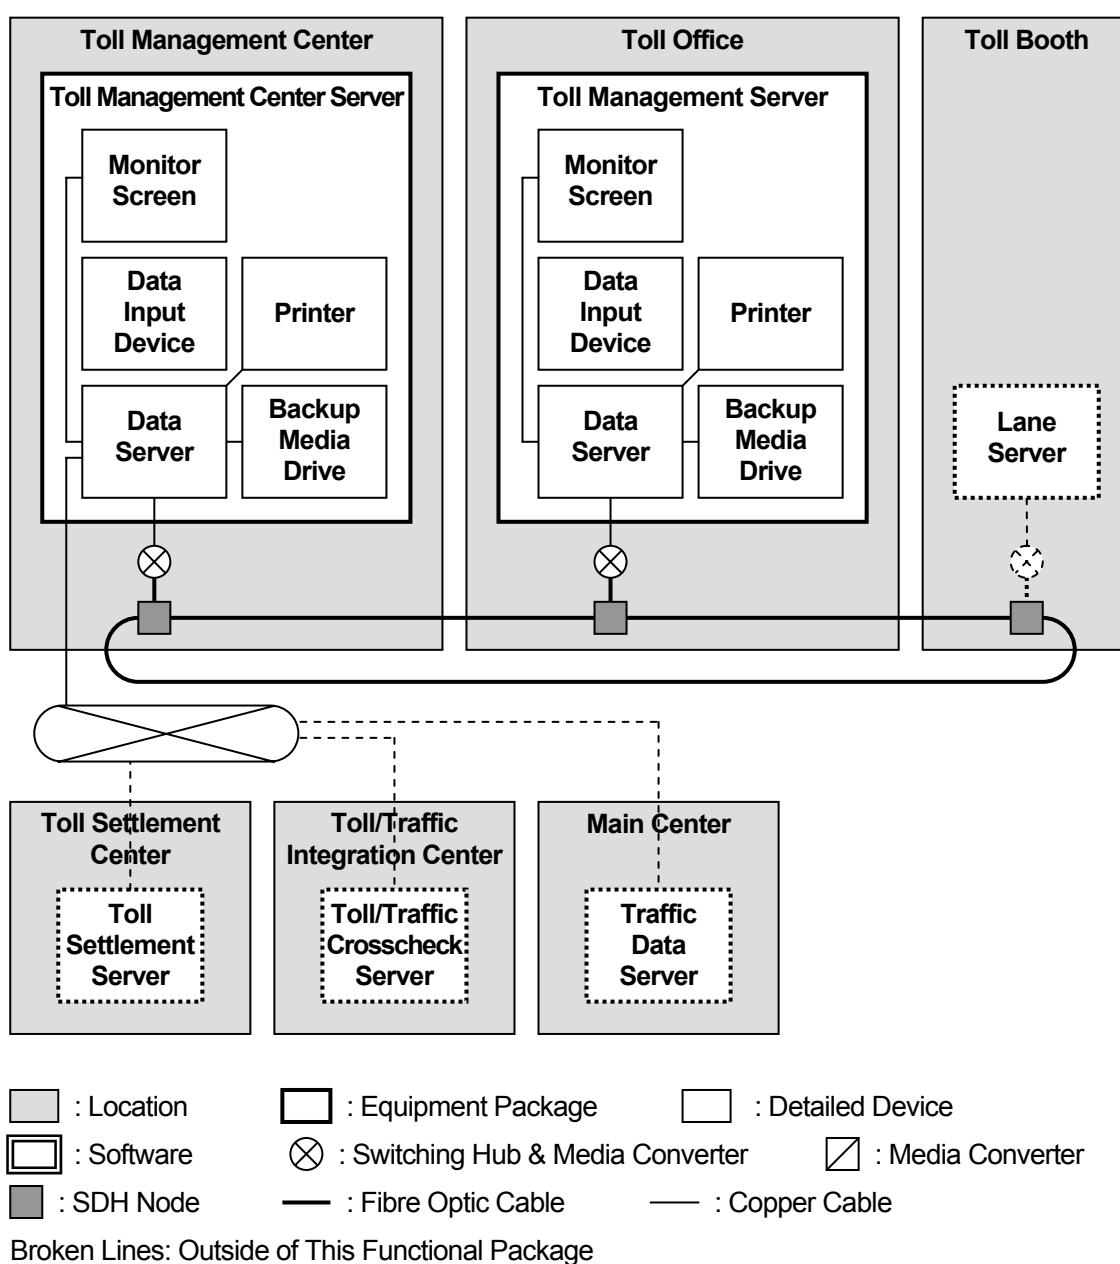 Toll Management Center
Toll Management Center Server
Monitor
Screen
Data
Input
Device
Printer
Data
Server
Backup
Media
Drive
Toll Office
Toll Management Server
Monitor
Screen
Data
Input
Device
Printer
Data
Server
Backup
Media
Drive
Toll Booth
Lane
Server
Toll Settlement
Center
Toll
Settlement
Server
Toll/Traffic
Integration Center
Toll/Traffic
Crosscheck
Server
Main Center
Traffic
Data
Server
: Location
: Equipment Package
: Detailed Device
: Software
: Switching Hub & Media Converter
: Media Converter
: SDH Node
: Fibre Optic Cable
: Copper Cable
Broken Lines: Outside of This Functional Package